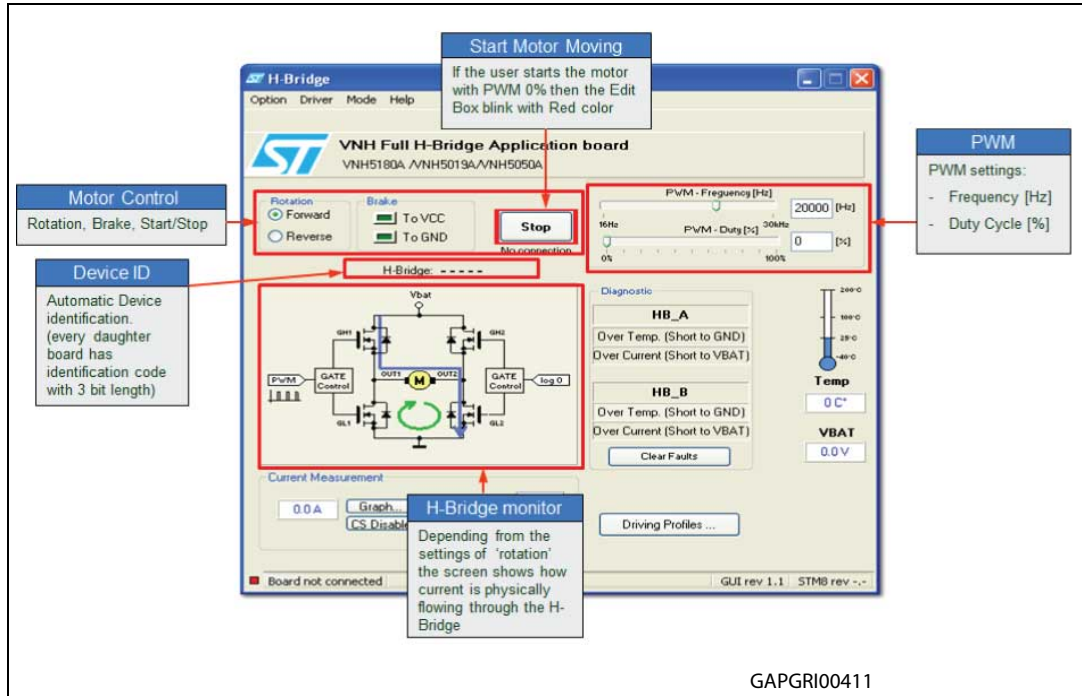 Start Motor Moving
If the user starts the motor
with PWM 0% then the Edit
Box blink with Red color
H-Bridge
Option Driver Mode Help
ST
VNH Full H-Bridge Application board
VNH5180A /VNH5019A/VNH5050A
PWM
PWM settings:
- Frequency [Hz]
- Duty Cycle [%]
Motor Control
Rotation, Brake, Start/Stop
Rotation
Forward
Reverse
Brake
To VCC
To GND
Stop
No connection
PWM - Frequency [Hz]
20000 [Hz]
16Hz
30kHz
PWM - Duty [%]
0 [%]
0%
100%
Device ID
Automatic Device
identification.
(every daughter
board has
identification code
with 3 bit length)
H-Bridge: - - - - -
Vbat
GH1
GH2
PWM
GATE
Control
OUT1
M
OUT2
GATE
Control
log 0
GL1
GL2
Diagnostic
HB_A
Over Temp. (Short to GND)
Over Current (Short to VBAT)
HB_B
Over Temp. (Short to GND)
Over Current (Short to VBAT)
Clear Faults
200°C
100°C
25°C
-40°C
Temp
0 C°
VBAT
0.0 V
Current Measurement
0.0 A
Graph...
CS Disable
H-Bridge monitor
Depending from the
settings of ‘rotation’
the screen shows how
current is physically
flowing through the H-
Bridge
Driving Profiles ...
Board not connected
GUI rev 1.1
STM8 rev -.-
GAPGRI00411